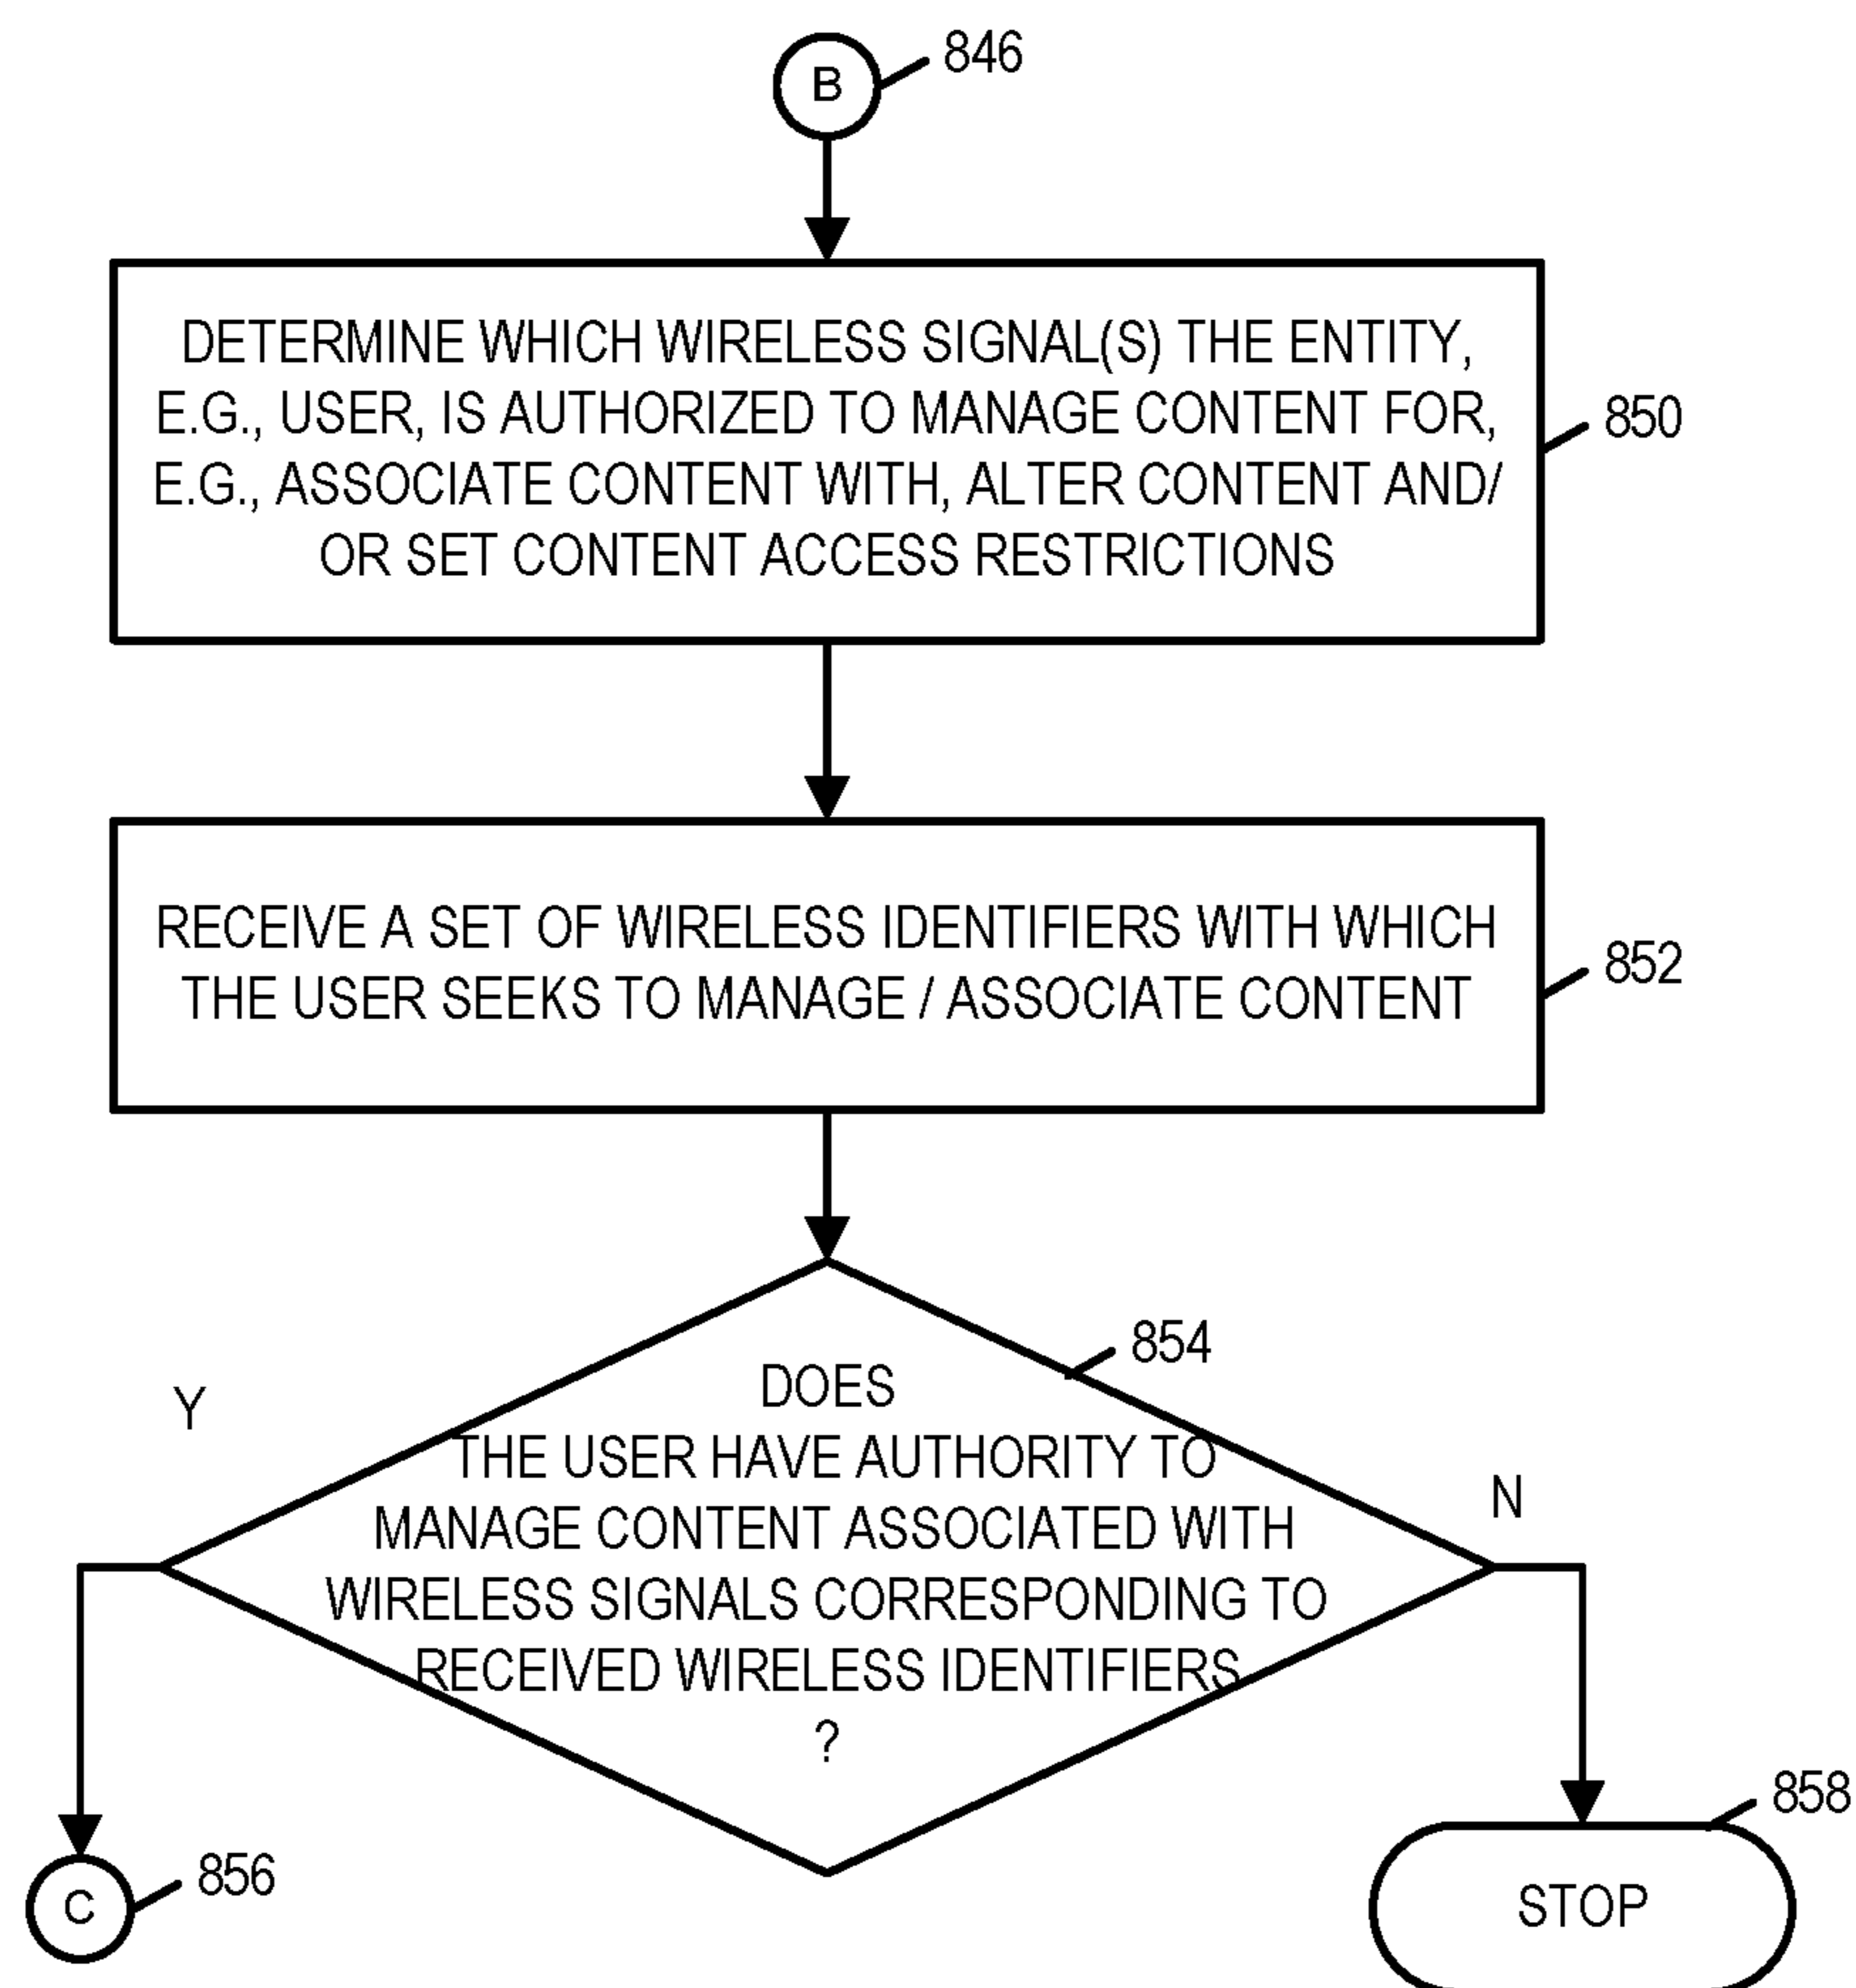 B
846
DETERMINE WHICH WIRELESS SIGNAL(S) THE ENTITY,
E.G., USER, IS AUTHORIZED TO MANAGE CONTENT FOR,
E.G., ASSOCIATE CONTENT WITH, ALTER CONTENT AND/
OR SET CONTENT ACCESS RESTRICTIONS
850
RECEIVE A SET OF WIRELESS IDENTIFIERS WITH WHICH
THE USER SEEKS TO MANAGE / ASSOCIATE CONTENT
852
854
DOES
THE USER HAVE AUTHORITY TO
MANAGE CONTENT ASSOCIATED WITH
WIRELESS SIGNALS CORRESPONDING TO
RECEIVED WIRELESS IDENTIFIERS
?
Y
N
C
856
858
STOP